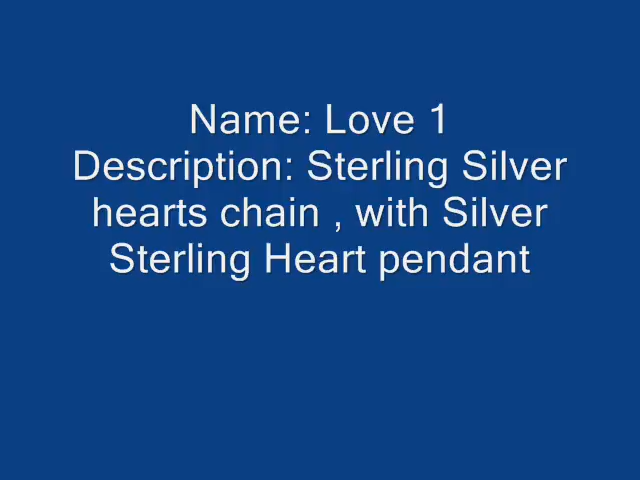 Name: Love 1
Description: Sterling Silver
hearts chain , with Silver
Sterling Heart pendant